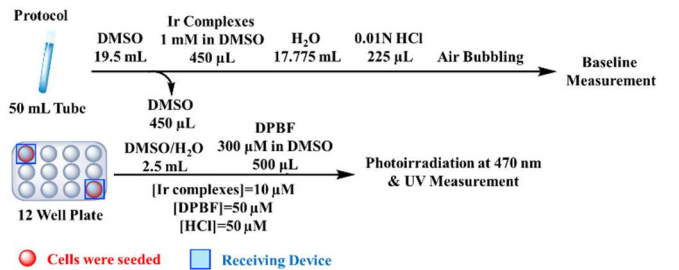 Protocol
50 mL Tube
DMSO
19.5 mL
Ir Complexes
1 mM in DMSO
450 µL
H₂O
17.775 mL
0.01N HCl
225 µL
Air Bubbling
Baseline
Measurement
DMSO
450 µL
12 Well Plate
DMSO/H₂O
2.5 mL
DPBF
300 µM in DMSO
500 µL
[Ir complexes]=10 µM
[DPBF]=50 µM
[HCl]=50 µM
Photoirradiation at 470 nm
& UV Measurement
Cells were seeded
Receiving Device